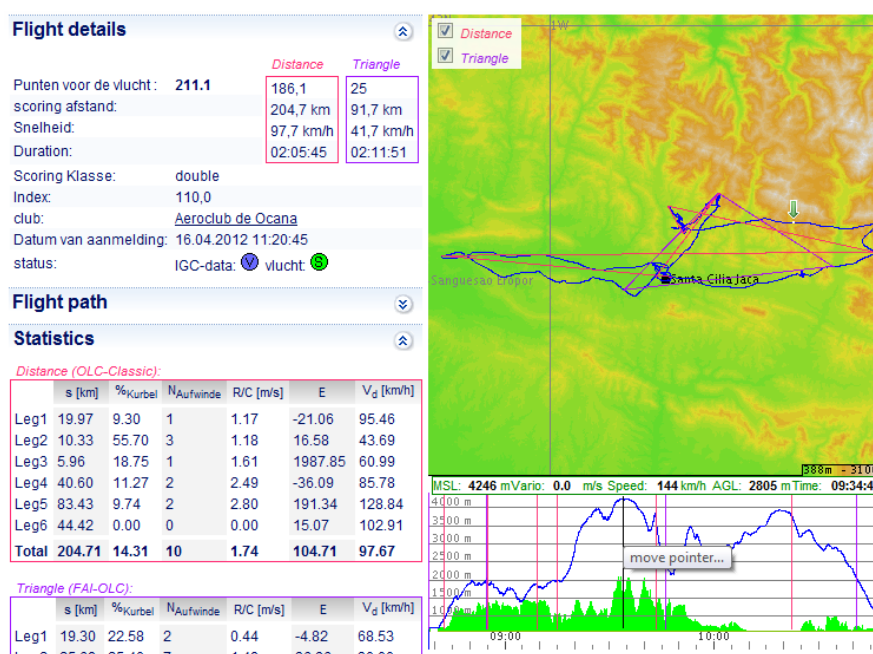 Flight details
Distance Triangle
Punten voor de vlucht : 211.1 186,1 25
scoring afstand: 204,7 km 91,7 km
Snelheid: 97,7 km/h 41,7 km/h
Duration: 02:05:45 02:11:51
Scoring Klasse: double
Index: 110,0
club: Aeroclub de Ocana
Datum van aanmelding: 16.04.2012 11:20:45
status: IGC-data: V vlucht: S
Flight path
Statistics
Distance (OLC-Classic):
s [km] %Kurbel NAufwinde R/C [m/s] E Vd [km/h]
Leg1 19.97 9.30 1 1.17 -21.06 95.46
Leg2 10.33 55.70 3 1.18 16.58 43.69
Leg3 5.96 18.75 1 1.61 1987.85 60.99
Leg4 40.60 11.27 2 2.49 -36.09 85.78
Leg5 83.43 9.74 2 2.80 191.34 128.84
Leg6 44.42 0.00 0 0.00 15.07 102.91
Total 204.71 14.31 10 1.74 104.71 97.67
Triangle (FAI-OLC):
s [km] %Kurbel NAufwinde R/C [m/s] E Vd [km/h]
Leg1 19.30 22.58 2 0.44 -4.82 68.53
Distance
Triangle
1W
Sanguesao Eropor
Santa Cilia Jaca
388m - 3100
MSL: 4246 m Vario: 0.0 m/s Speed: 144 km/h AGL: 2805 m Time: 09:34:4
4000 m
3500 m
3000 m
2500 m
move pointer...
2000 m
1500 m
1000 m
09:00 10:00